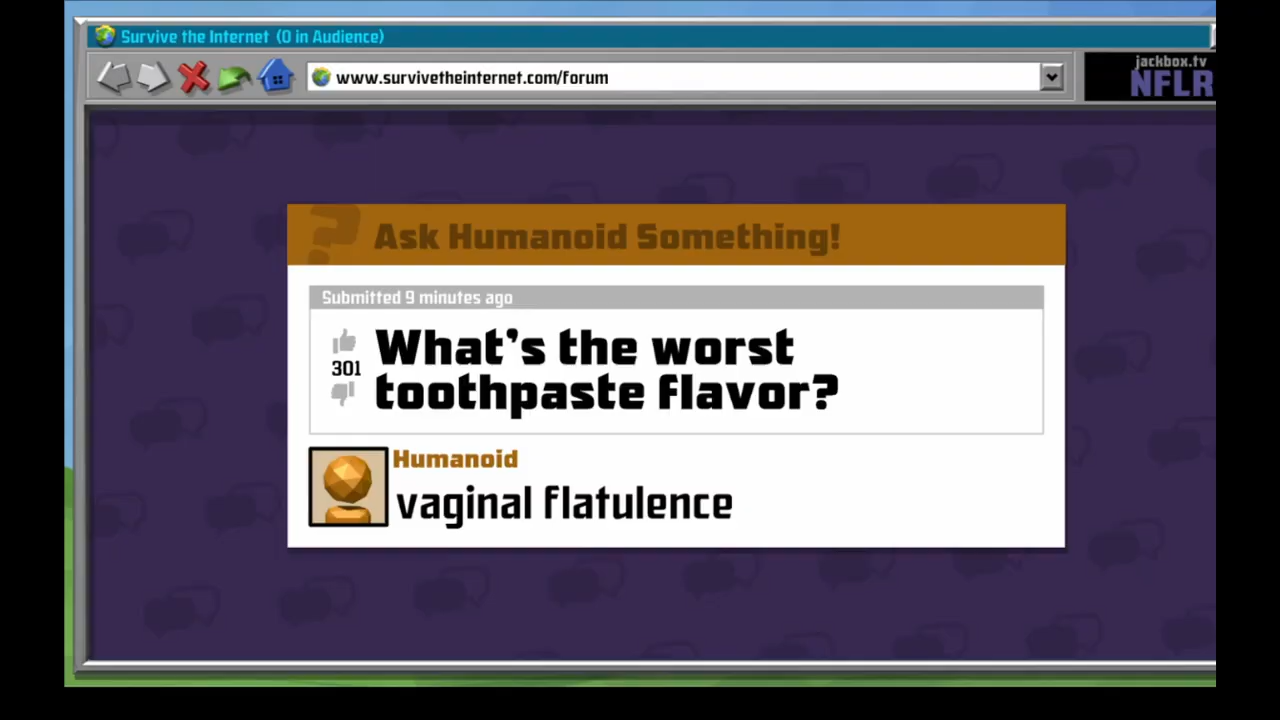 Survive the Internet (0 in Audience)
www.survivetheinternet.com/forum
jackbox.tv
NFLR
Ask Humanoid Something!
Submitted 9 minutes ago
What's the worst
301
toothpaste flavor?
Humanoid
vaginal flatulence